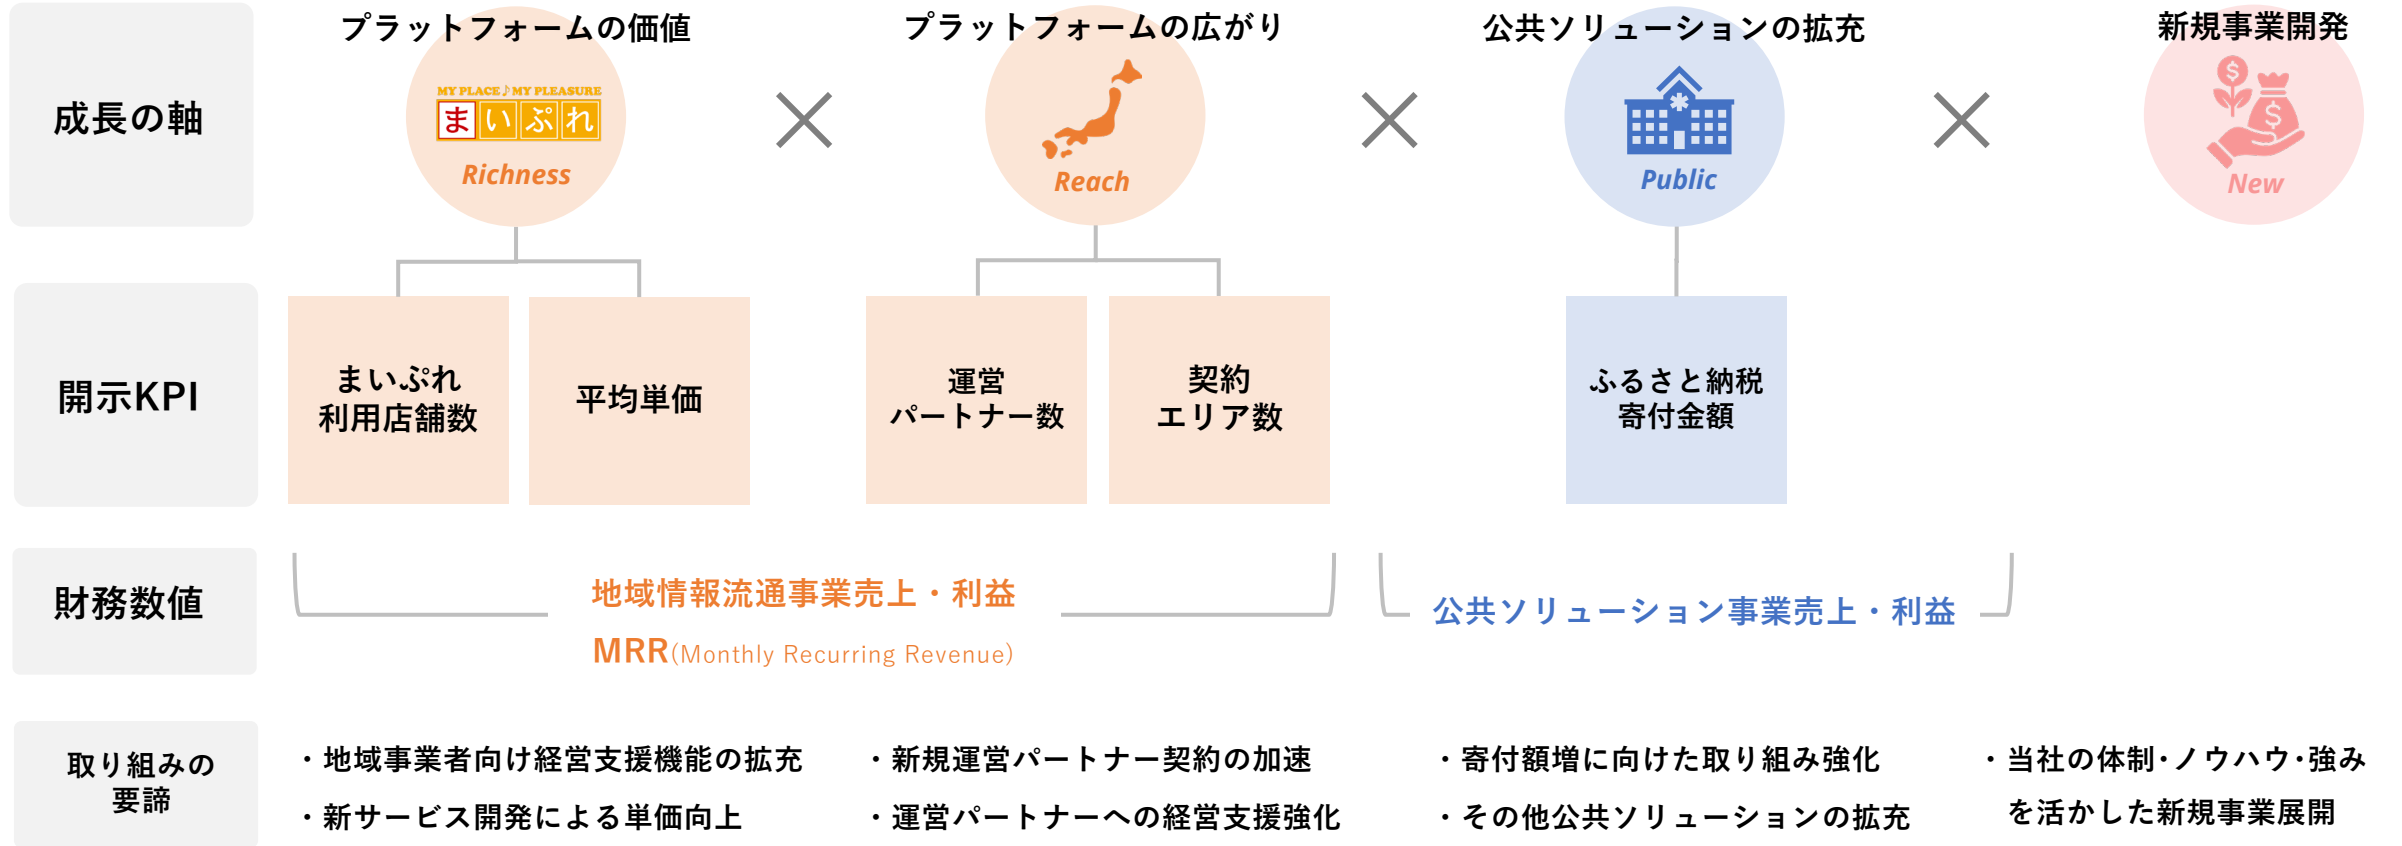 成長の軸
プラットフォームの価値
MY PLACE♪MY PLEASURE
まいぷれ
Richness
プラットフォームの広がり
Reach
公共ソリューションの拡充
Public
新規事業開発
New
開示KPI
まいぷれ
利用店舗数
平均単価
運営
パートナー数
契約
エリア数
ふるさと納税
寄付金額
財務数値
地域情報流通事業売上・利益
MRR(Monthly Recurring Revenue)
公共ソリューション事業売上・利益
取り組みの
要諦
・地域事業者向け経営支援機能の拡充
・新サービス開発による単価向上
・新規運営パートナー契約の加速
・運営パートナーへの経営支援強化
・寄付額増に向けた取り組み強化
・その他公共ソリューションの拡充
・当社の体制・ノウハウ・強み
を活かした新規事業展開